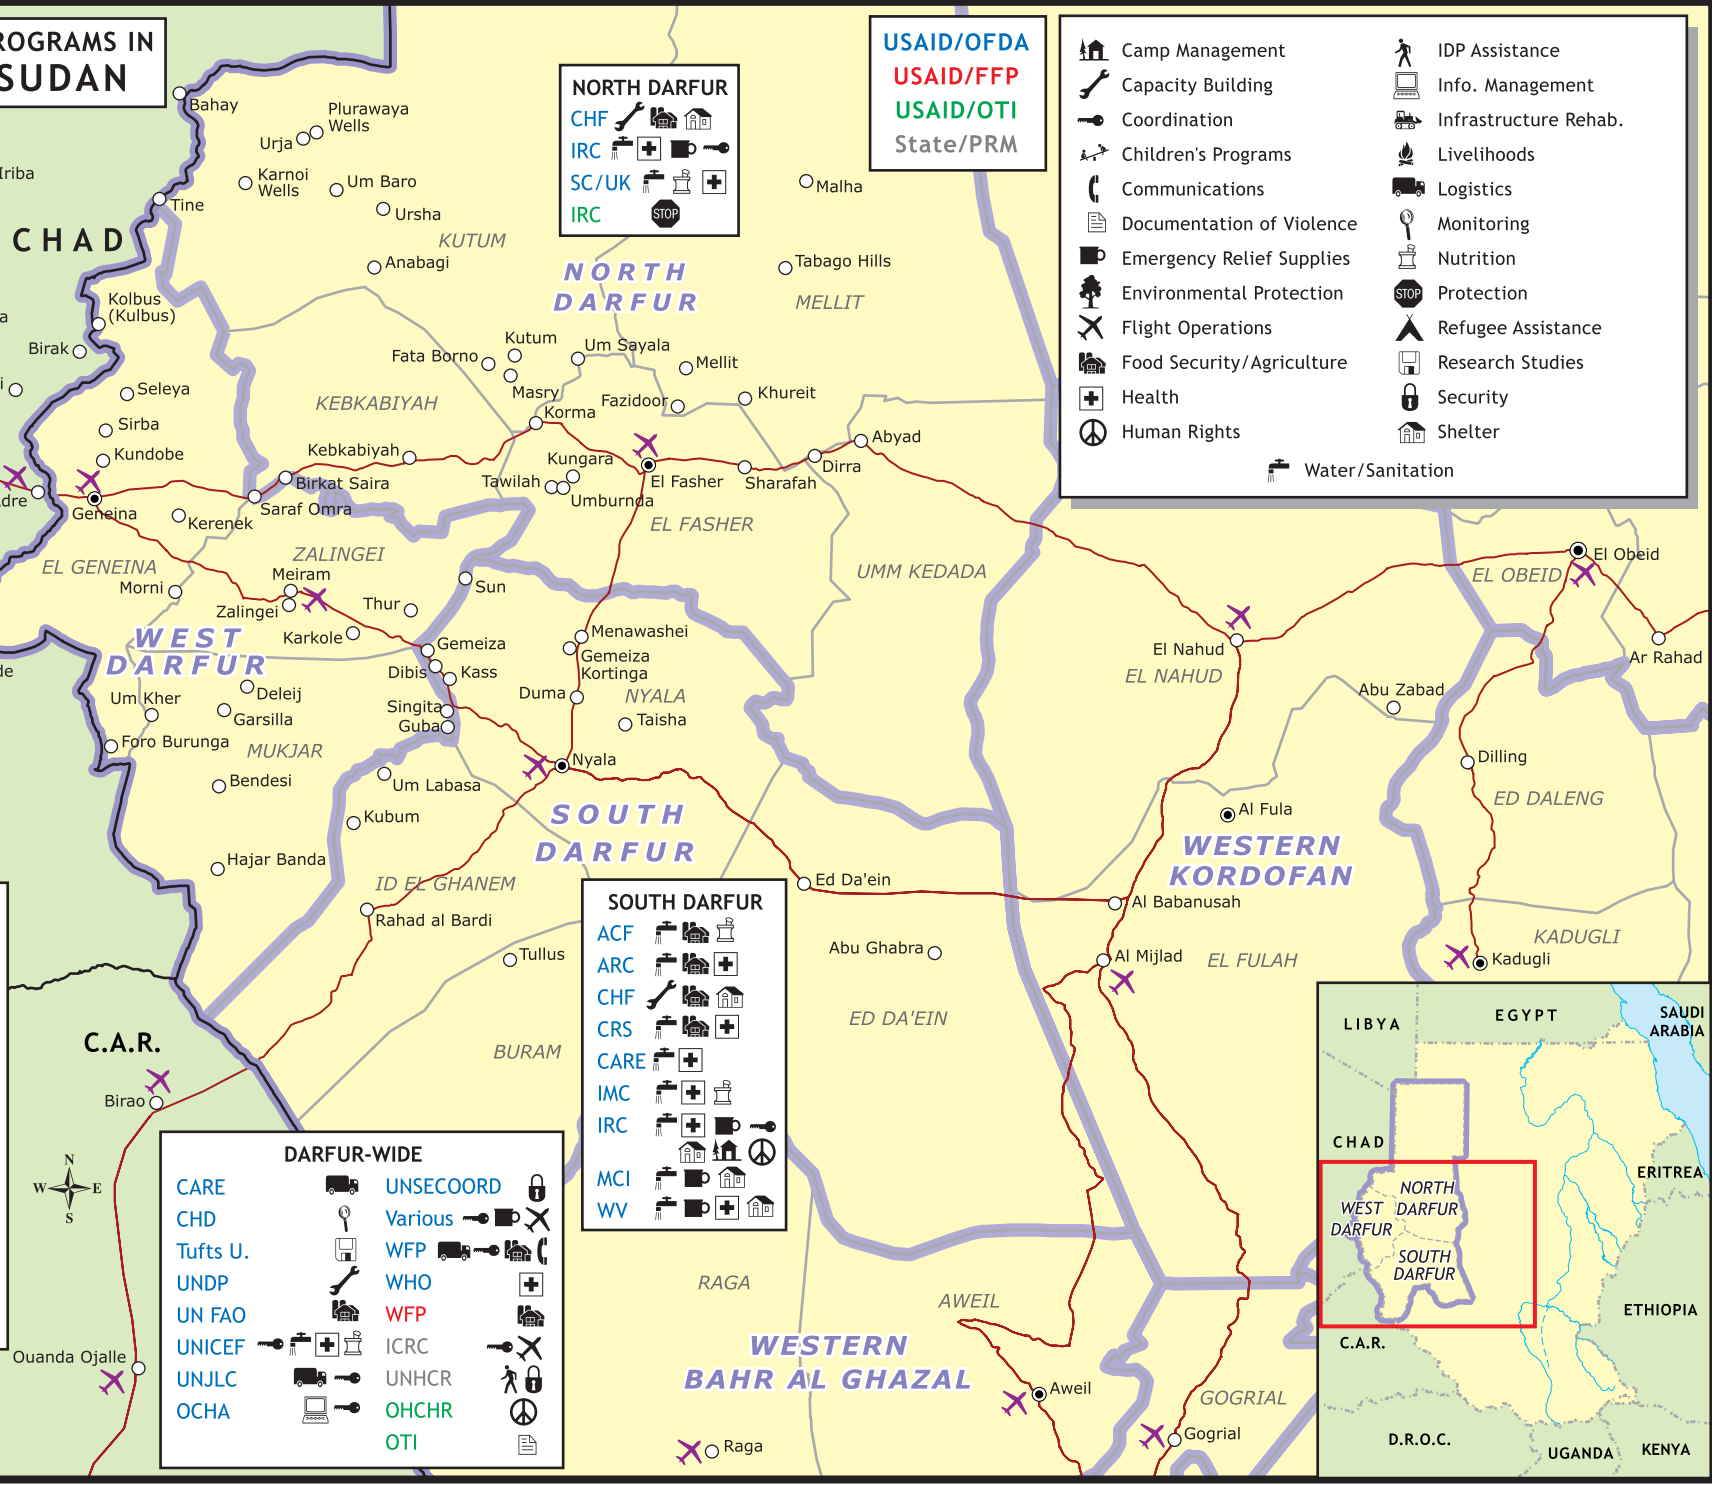 ROGRAMS IN
SUDAN
USAID/OFDA
USAID/FFP
USAID/OTI
State/PRM
Camp Management
Capacity Building
Coordination
Children's Programs
Communications
Documentation of Violence
Emergency Relief Supplies
Environmental Protection
Flight Operations
Food Security/Agriculture
Health
Human Rights
IDP Assistance
Info. Management
Infrastructure Rehab.
Livelihoods
Logistics
Monitoring
Nutrition
STOP
Protection
Refugee Assistance
Research Studies
Security
Shelter
Water/Sanitation
NORTH DARFUR
CHF
IRC
SC/UK
IRC
STOP
Bahay
Plurawaya
Wells
Urja
Karnoi
Wells
Um Baro
Ursha
Tine
Iriba
CHAD
KUTUM
Anabagi
Malha
Tabago Hills
MELLIT
NORTH
DARFUR
Kolbus
(Kulbus)
Birak
Seleya
Sirba
Kundobe
KEBKABIYAH
Fata Borno
Kutum
Masry
Um Sayala
Mellit
Fazidoor
Khureit
Korma
Abyad
Dirra
Kebkabiyah
Kungara
Tawilah
Umburnda
El Fasher
Sharafah
Birkat Saira
Saraf Omra
dre
Geneina
Kerenek
EL FASHER
ZALINGEI
EL GENEINA
UMM KEDADA
El Obeid
EL OBEID
Morni
Meiram
Zalingei
Thur
Sun
Karkole
WEST
DARFUR
Gemeiza
Menawashei
Gemeiza
Kortinga
Dibis
Kass
de
Deleij
Um Kher
Garsilla
Duma
NYALA
Taisha
Singita
Guba
Foro Burunga
MUKJAR
Nyala
El Nahud
EL NAHUD
Ar Rahad
Abu Zabad
Dilling
Bendesi
Um Labasa
Kubum
ED DALENG
Al Fula
SOUTH
DARFUR
WESTERN
KORDOFAN
Hajar Banda
ID EL GHANEM
Rahad al Bardi
Ed Da'ein
Al Babanusah
Tullus
Abu Ghabra
Al Mijlad
EL FULAH
KADUGLI
Kadugli
SOUTH DARFUR
ACF
ARC
CHF
CRS
CARE
IMC
IRC
MCI
WV
ED DA'EIN
BURAM
C.A.R.
Birao
N
W
E
S
Ouanda Ojalle
DARFUR-WIDE
CARE
CHD
Tufts U.
UNDP
UN FAO
UNICEF
UNJLC
OCHA
UNSECOORD
Various
WFP
WHO
WFP
ICRC
UNHCR
OHCHR
OTI
RAGA
AWEIL
WESTERN
BAHR AL GHAZAL
Aweil
Raga
GOGRIAL
Gogrial
LIBYA
EGYPT
SAUDI
ARABIA
CHAD
ERITREA
NORTH
DARFUR
WEST
DARFUR
SOUTH
DARFUR
ETHIOPIA
C.A.R.
D.R.O.C.
UGANDA
KENYA